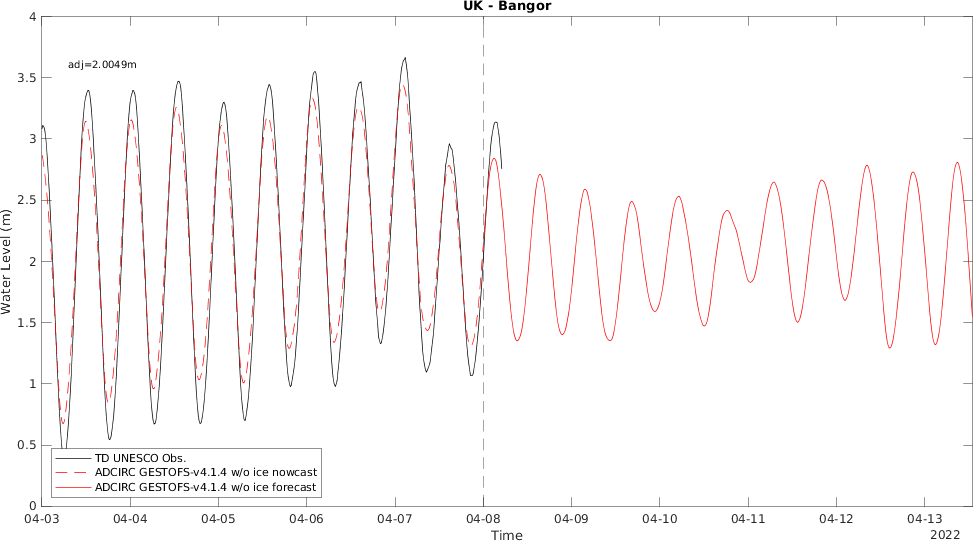 UK - Bangor
4
3.5
3
2.5
2
1.5
1
0.5
0
Water Level (m)
adj=2.0049m
TD UNESCO Obs.
ADCIRC GESTOFS-v4.1.4 w/o ice nowcast
ADCIRC GESTOFS-v4.1.4 w/o ice forecast
04-03 04-04 04-05 04-06 04-07 04-08 04-09 04-10 04-11 04-12 04-13
Time
2022